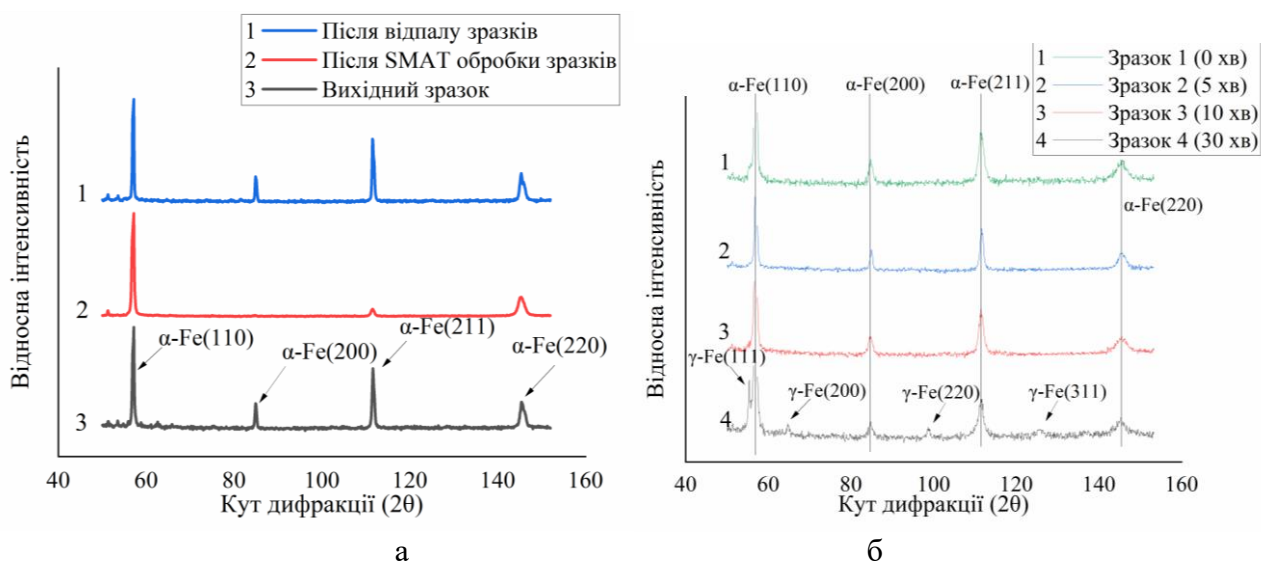 1 Після відпалу зразків
2 Після SMAT обробки зразків
3 Вихідний зразок
Відносна інтенсивність
1
2
α-Fe(110)
α-Fe(200)
α-Fe(211)
α-Fe(220)
3
40 60 80 100 120 140 160
Кут дифракції (2θ)
а
1 Зразок 1 (0 хв)
2 Зразок 2 (5 хв)
3 Зразок 3 (10 хв)
4 Зразок 4 (30 хв)
α-Fe(110) α-Fe(200) α-Fe(211)
Відносна інтенсивність
1
α-Fe(220)
2
3
γ-Fe(111)
γ-Fe(200)
γ-Fe(220)
γ-Fe(311)
4
40 60 80 100 120 140 160
Кут дифракції (2θ)
б